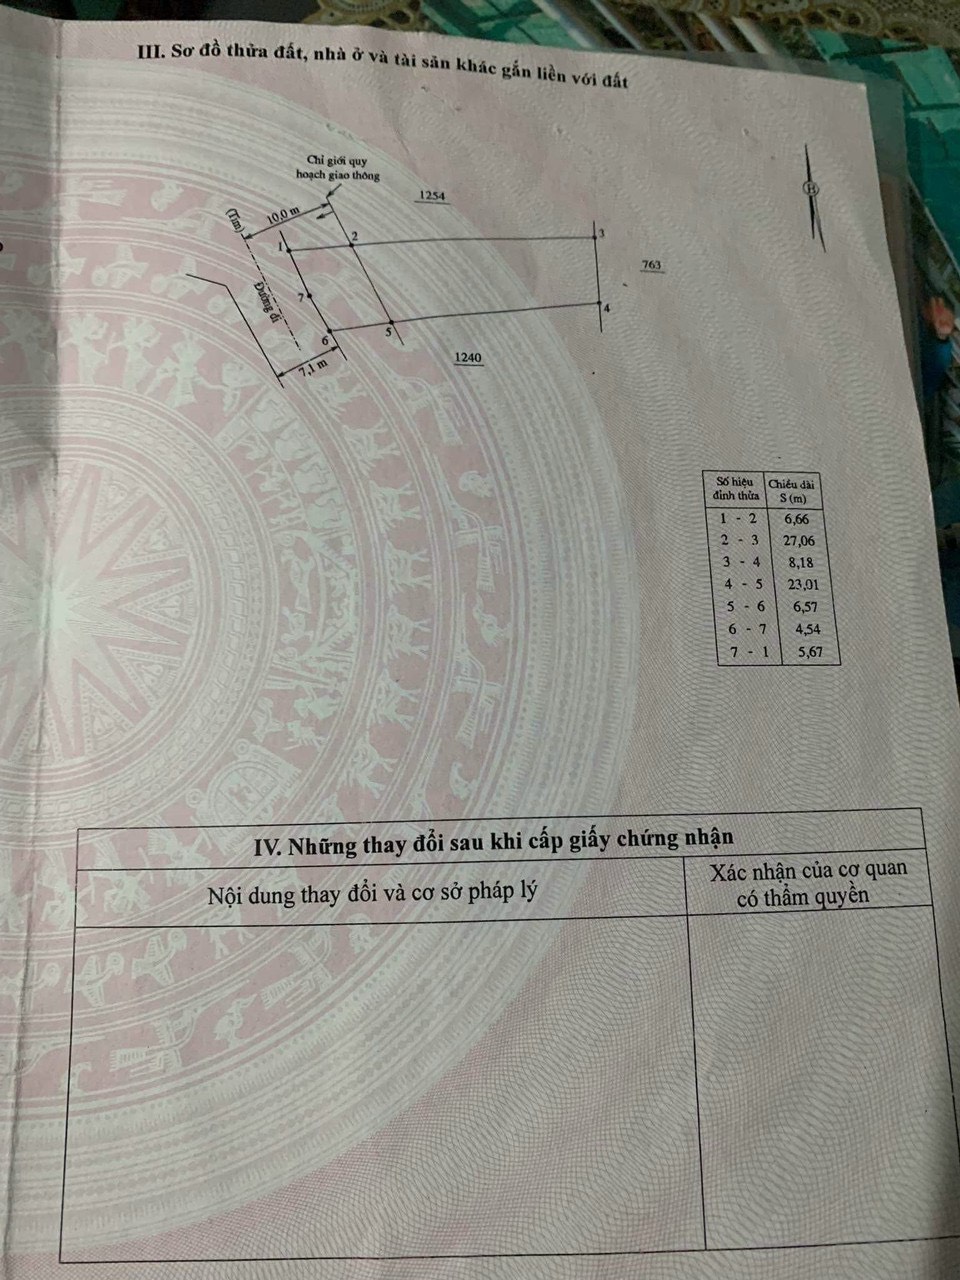 III. Sơ đồ thửa đất, nhà ở và tài sản khác gắn liền với đất
Chỉ giới quy
hoạch giao thông
1254
(Tim)
10,0 m
1
2
3
H
763
Đường đi
7
4
6
5
1240
7,1 m
Số hiệu đỉnh thửa Chiều dài S (m)
1 - 2 6,66
2 - 3 27,06
3 - 4 8,18
4 - 5 23,01
5 - 6 6,57
6 - 7 4,54
7 - 1 5,67
IV. Những thay đổi sau khi cấp giấy chứng nhận
Nội dung thay đổi và cơ sở pháp lý
Xác nhận của cơ quan
có thẩm quyền